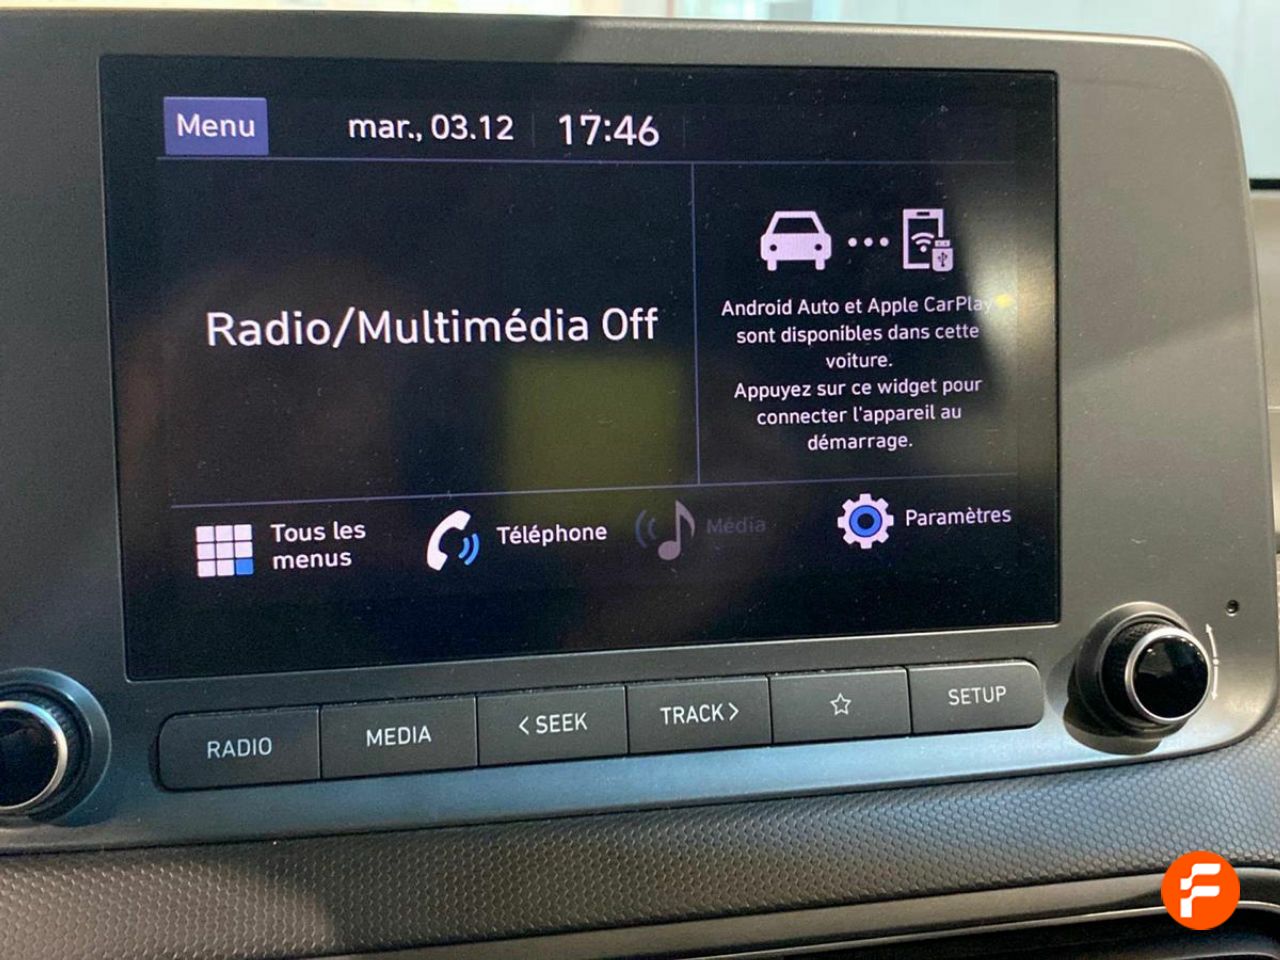 Menu
mar., 03.12
17:46
Radio/Multimédia Off
Android Auto et Apple CarPlay
sont disponibles dans cette
voiture.
Appuyez sur ce widget pour
connecter l'appareil au
démarrage.
Tous les
menus
Téléphone
Média
Paramètres
RADIO
MEDIA
< SEEK
TRACK >
SETUP